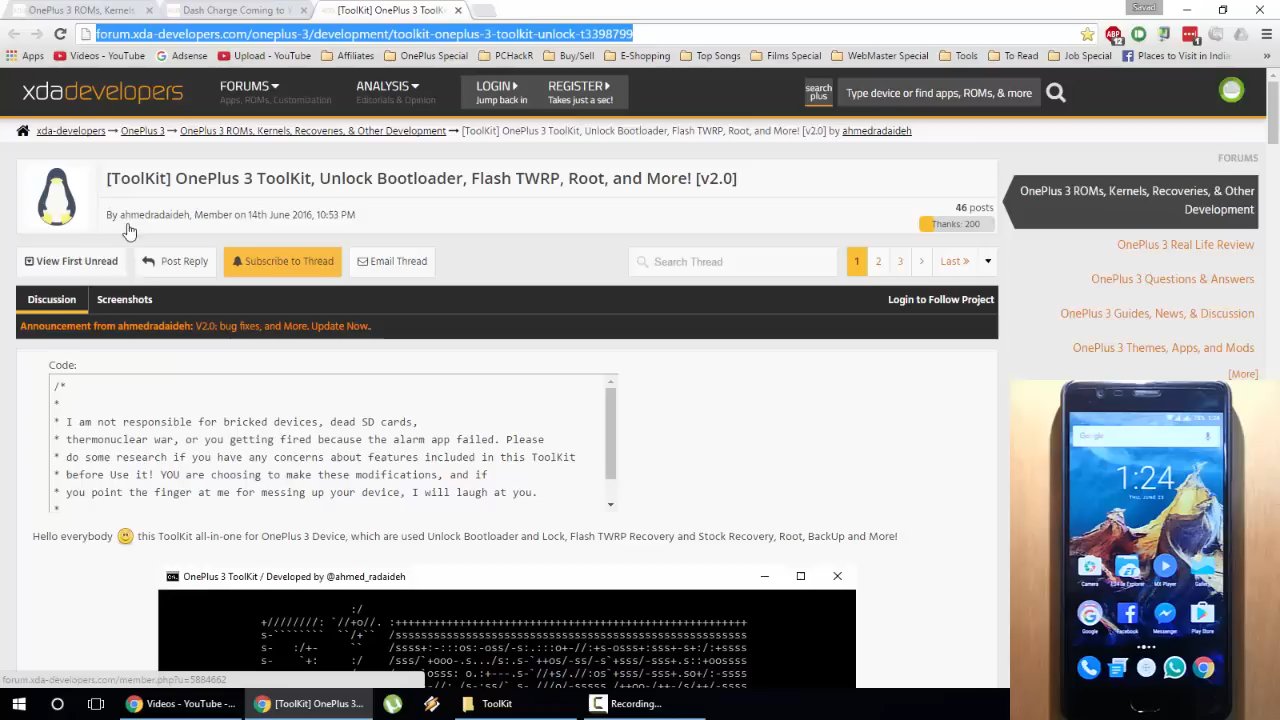 OnePlus 3 ROMs, Kernels,
Dash Charge Coming to
[ToolKit] OnePlus 3 ToolK
Savad
forum.xda-developers.com/oneplus-3/development/toolkit-oneplus-3-toolkit-unlock-t3398799
Apps
Videos - YouTube
Adsense
Upload - YouTube
Affiliates
OnePlus Special
PCHackR
Buy/Sell
E-Business
Top Songs
Films Special
WebMaster Special
Tools
To Read
Job Special
Places to Visit in India
xdadevelopers
FORUMS
Apps, ROMs, Customization
ANALYSIS
Editorials & Opinion
LOGIN
Jump back in
REGISTER
Takes just a sec!
search plus
Type device or find apps, ROMs, & more
xda-developers → OnePlus 3 → OnePlus 3 ROMs, Kernels, Recoveries, & Other Development → [ToolKit] OnePlus 3 ToolKit, Unlock Bootloader, Flash TWRP, Root, and More! [v2.0] by ahmedradaideh
FORUMS
[ToolKit] OnePlus 3 ToolKit, Unlock Bootloader, Flash TWRP, Root, and More! [v2.0]
OnePlus 3 ROMs, Kernels, Recoveries, & Other
Development
By ahmedradaideh, Member on 14th June 2016, 10:53 PM
46 posts
Thanks: 200
OnePlus 3 Real Life Review
View First Unread
Post Reply
Subscribe to Thread
Email Thread
Search Thread
1 2 3 > Last »
OnePlus 3 Questions & Answers
Discussion
Screenshots
Login to Follow Project
OnePlus 3 Guides, News, & Discussion
Announcement from ahmedradaideh: V2.0: bug fixes, and More. Update Now..
OnePlus 3 Themes, Apps, and Mods
[More]
Code:
/*
*
* I am not responsible for bricked devices, dead SD cards,
* thermonuclear war, or you getting fired because the alarm app failed. Please
* do some research if you have any concerns about features included in this ToolKit
* before Use it! YOU are choosing to make these modifications, and if
* you point the finger at me for messing up your device, I will laugh at you.
*
Hello everybody this ToolKit all-in-one for OnePlus 3 Device, which are used Unlock Bootloader and Lock, Flash TWRP Recovery and Stock Recovery, Root, BackUp and More!
OnePlus 3 ToolKit / Developed by @ahmed_radaideh
Google
1:24
THU, JUNE 23
Camera
MX Player
Google
Facebook
Messenger
Play Store
forum.xda-developers.com/member.php?u=5884662
Videos - YouTube -...
[ToolKit] OnePlus 3...
ToolKit
Recording...